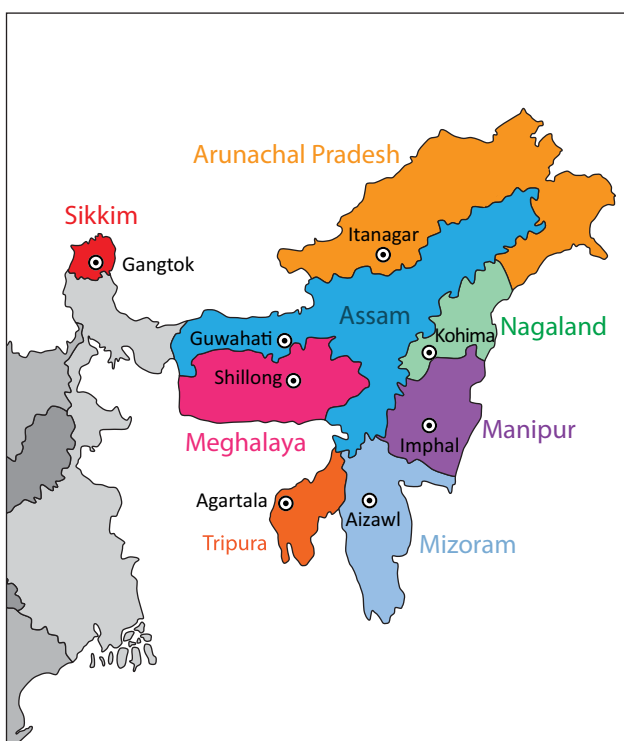 Arunachal Pradesh
Sikkim
Itanagar
Gangtok
Assam
Guwahati
Kohima
Nagaland
Shillong
Meghalaya
Manipur
Imphal
Agartala
Aizawl
Tripura
Mizoram